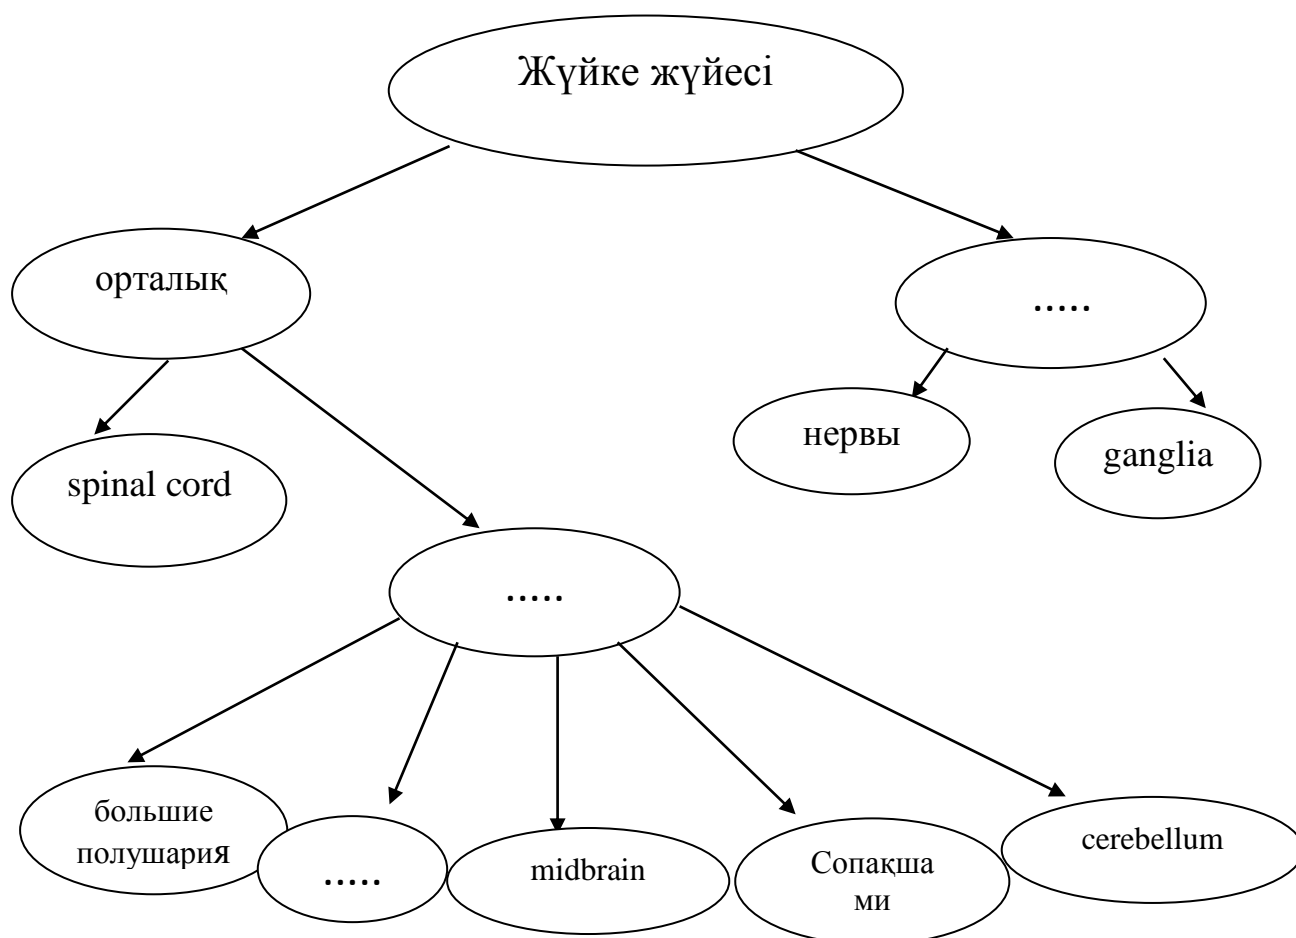 Жүйке жүйесі
орталық
.....
нервы
ganglia
spinal cord
.....
большие
полушария
.....
midbrain
Сопақша
ми
cerebellum